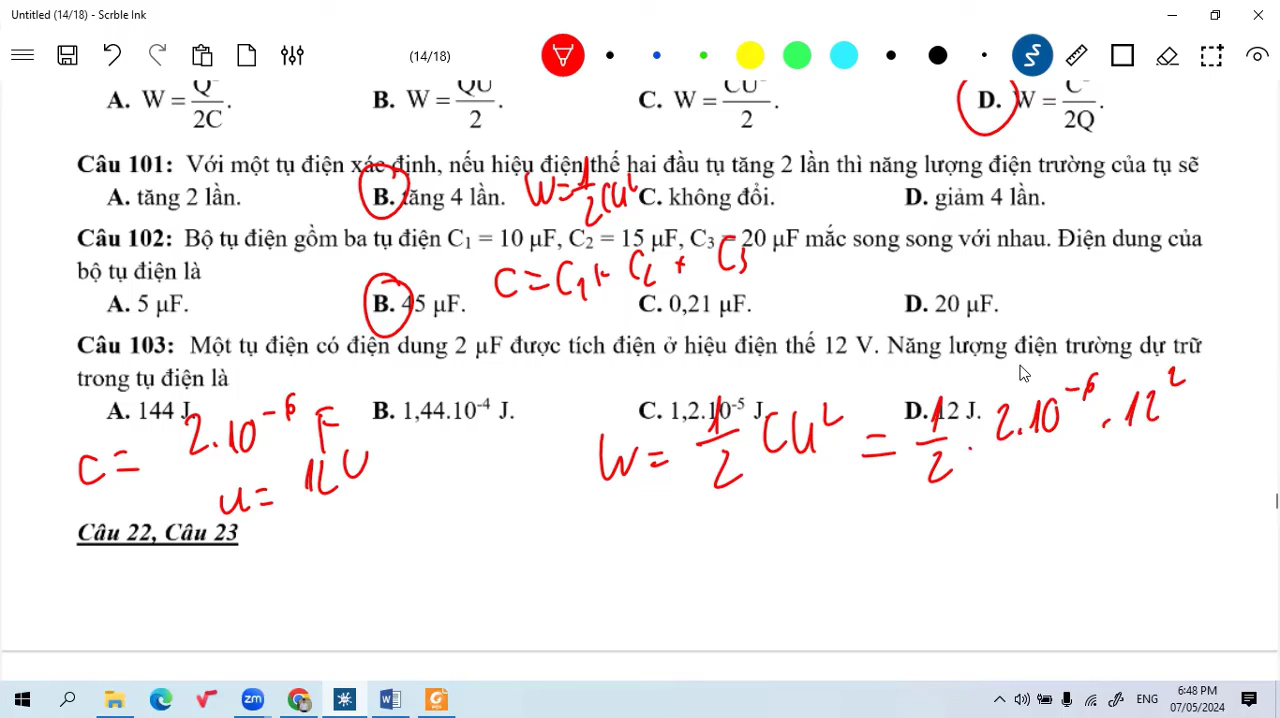 Untitled (14/18) - Scrble Ink
(14/18)
A. W = Q²/2C.  B. W = QU/2.  C. W = CU²/2.  D. W = C²/2Q.
Câu 101: Với một tụ điện xác định, nếu hiệu điện thế hai đầu tụ tăng 2 lần thì năng lượng điện trường của tụ sẽ
A. tăng 2 lần.  B. tăng 4 lần.  W = 1/2 CU²  C. không đổi.  D. giảm 4 lần.
Câu 102: Bộ tụ điện gồm ba tụ điện C₁ = 10 µF, C₂ = 15 µF, C₃ = 20 µF mắc song song với nhau. Điện dung của
bộ tụ điện là
C = C₁ + C₂ + C₃
A. 5 µF.  B. 45 µF.  C. 0,21 µF.  D. 20 µF.
Câu 103: Một tụ điện có điện dung 2 µF được tích điện ở hiệu điện thế 12 V. Năng lượng điện trường dự trữ
trong tụ điện là
A. 144 J.  B. 1,44.10⁻⁴ J.  C. 1,2.10⁻⁵ J.  D. 12 J.
C = 2.10⁻⁶ F  W = 1/2 CU² = 1/2 . 2.10⁻⁶ . 12²
U = 12V
Câu 22, Câu 23
ENG
6:48 PM
07/05/2024